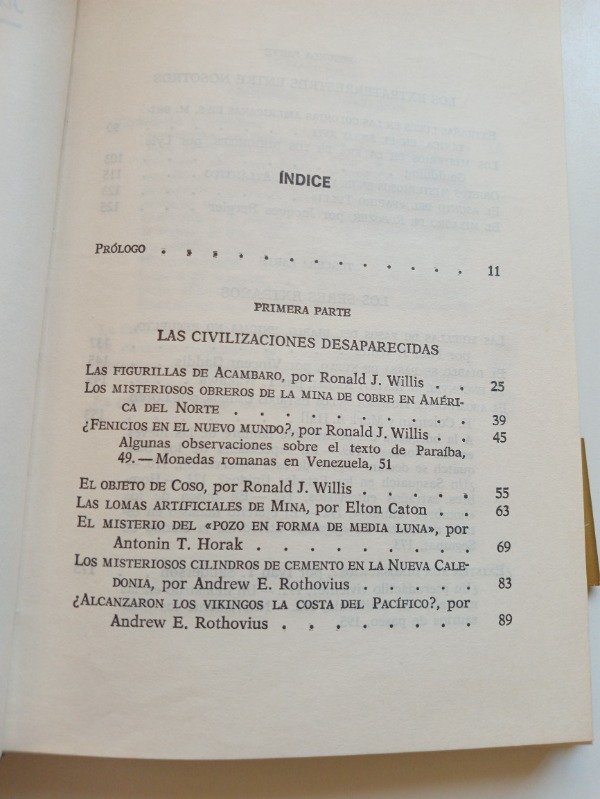 ÍNDICE
PRÓLOGO . . . . . . . . . . . . 11
PRIMERA PARTE
LAS CIVILIZACIONES DESAPARECIDAS
LAS FIGURILLAS DE ACAMBARO, por Ronald J. Willis . . 25
LOS MISTERIOSOS OBREROS DE LA MINA DE COBRE EN AMÉRI-
CA DEL NORTE . . . . . . . . . 39
¿FENICIOS EN EL NUEVO MUNDO?, por Ronald J. Willis . . 45
Algunas observaciones sobre el texto de Paraíba,
49. — Monedas romanas en Venezuela, 51
EL OBJETO DE COSO, por Ronald J. Willis . . . . . 55
LAS LOMAS ARTIFICIALES DE MINA, por Elton Caton . . 63
EL MISTERIO DEL «POZO EN FORMA DE MEDIA LUNA», por
Antonin T. Horak . . . . . . . . 69
LOS MISTERIOSOS CILINDROS DE CEMENTO EN LA NUEVA CALE-
DONIA, por Andrew E. Rothovius . . . . . 83
¿ALCANZARON LOS VIKINGOS LA COSTA DEL PACÍFICO?, por
Andrew E. Rothovius . . . . . . . 89